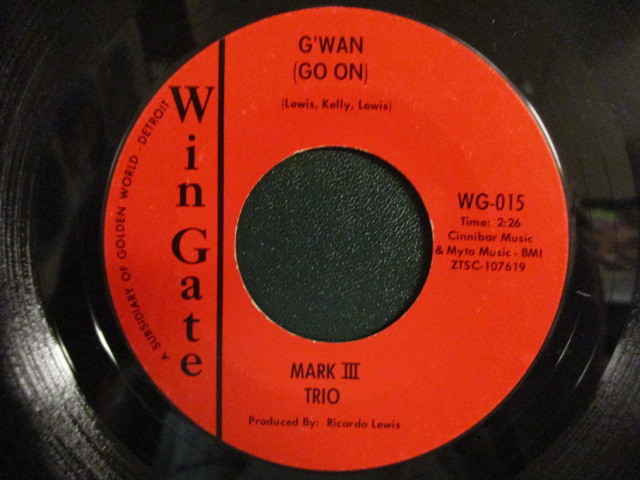 G'WAN
(GO ON)
(Lewis, Kelly, Lewis)
WinGate
A SUBSIDIARY OF GOLDEN WORLD - DETROIT
WG-015
Time: 2:26
Cinnibar Music
& Myto Music - BMI
ZTSC-107619
MARK III
TRIO
Produced By: Ricardo Lewis